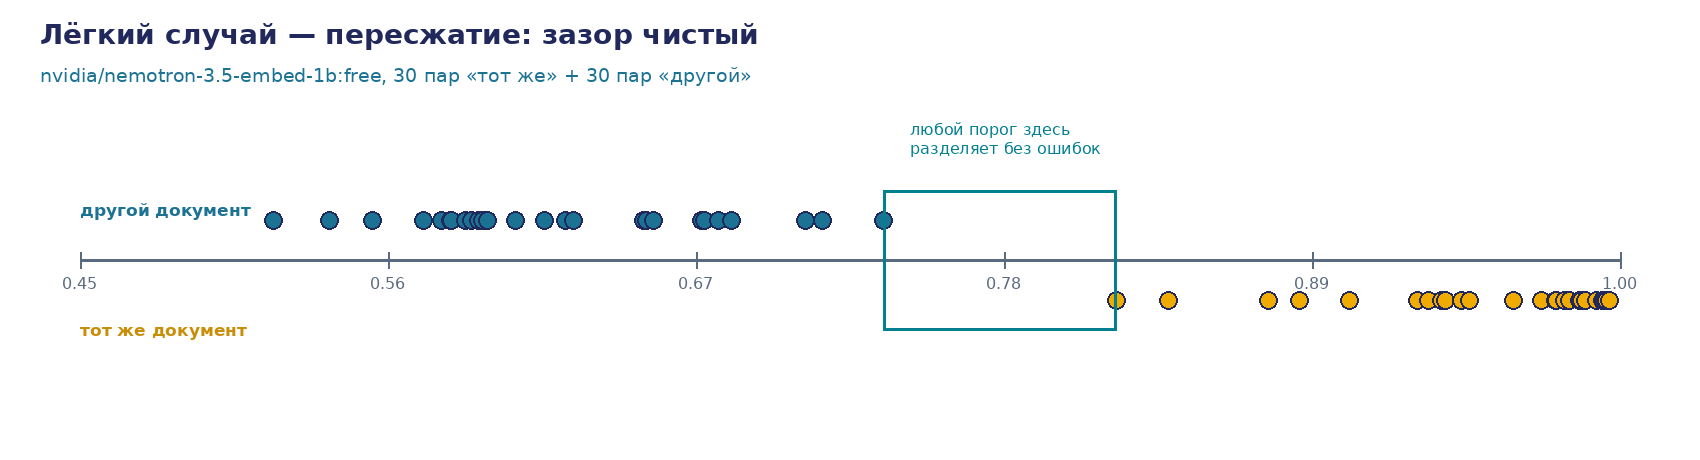 Лёгкий случай — пересжатие: зазор чистый
nvidia/nemotron-3.5-embed-1b:free, 30 пар «тот же» + 30 пар «другой»
любой порог здесь
разделяет без ошибок
другой документ
0.45 0.56 0.67 0.78 0.89 1.00
тот же документ